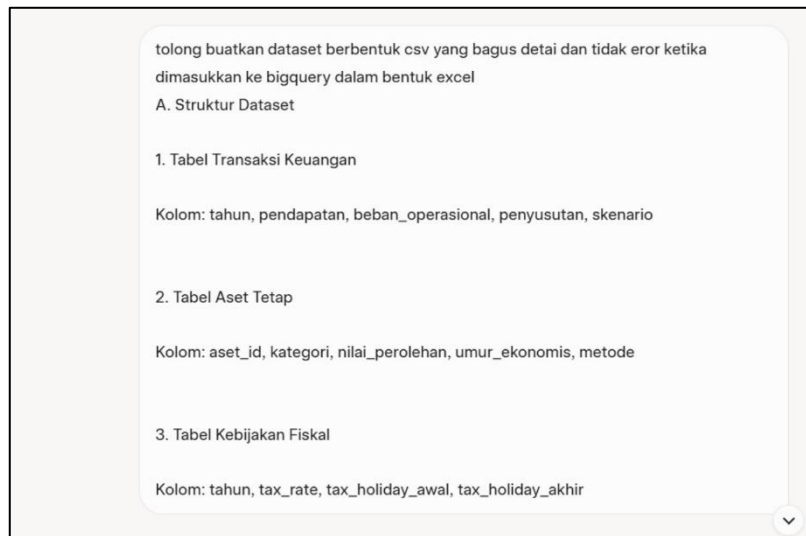 tolong buatkan dataset berbentuk csv yang bagus detai dan tidak eror ketika
dimasukkan ke bigquery dalam bentuk excel
A. Struktur Dataset
1. Tabel Transaksi Keuangan
Kolom: tahun, pendapatan, beban_operasional, penyusutan, skenario
2. Tabel Aset Tetap
Kolom: aset_id, kategori, nilai_perolehan, umur_ekonomis, metode
3. Tabel Kebijakan Fiskal
Kolom: tahun, tax_rate, tax_holiday_awal, tax_holiday_akhir